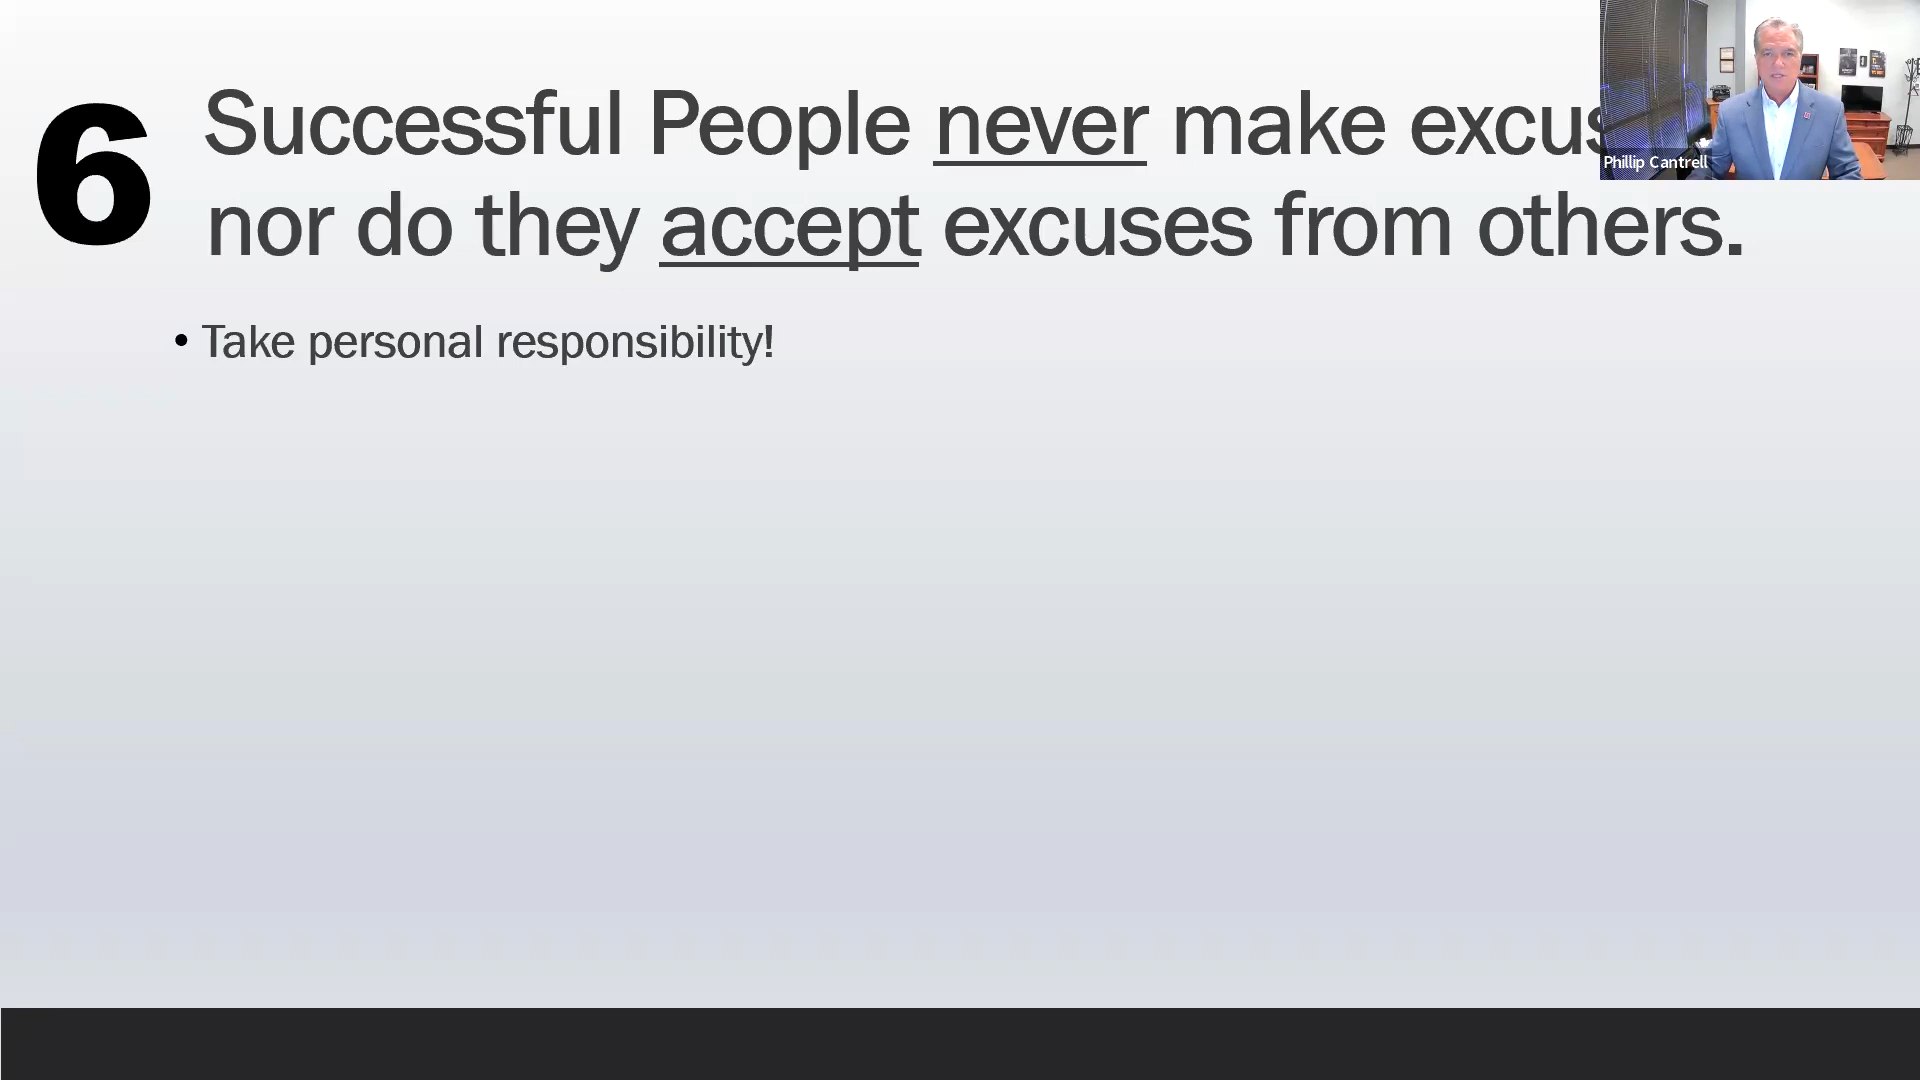 6
Successful People never make excus
nor do they accept excuses from others.
• Take personal responsibility!
Phillip Cantrell